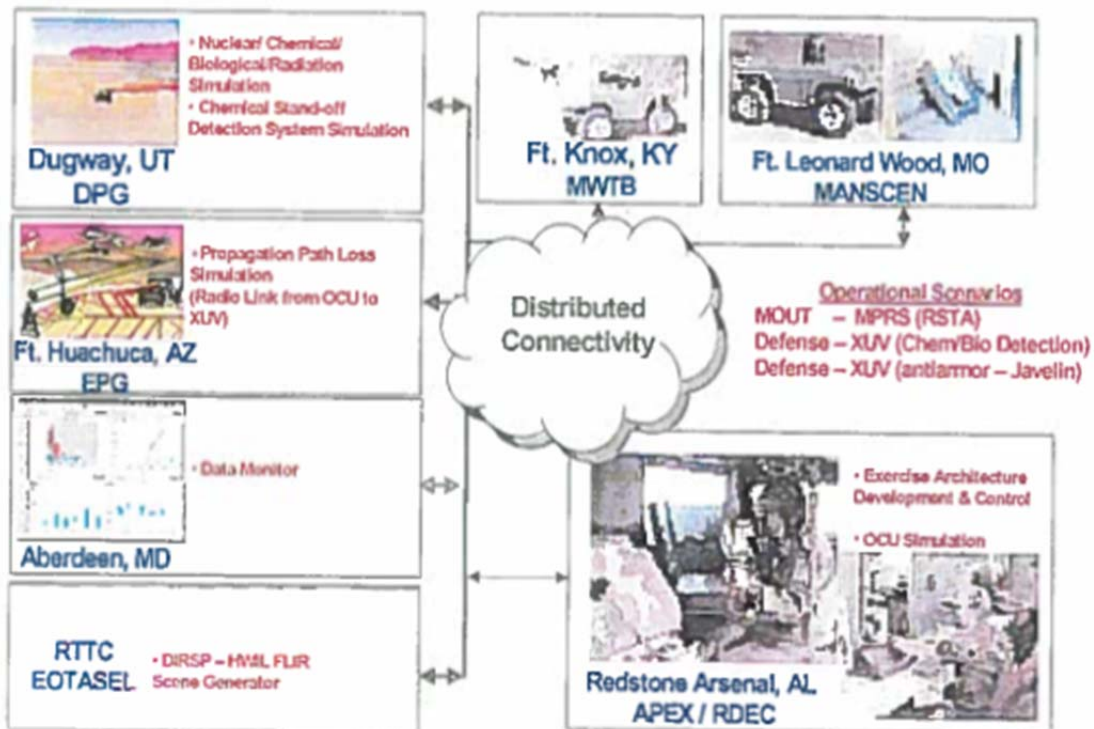 • Nuclear/ Chemical/
Biological/Radiation
Simulation
• Chemical Stand-off
Detection System Simulation
Dugway, UT
DPG
Ft. Knox, KY
MWTB
Ft. Leonard Wood, MO
MANSCEN
• Propagation Path Loss
Simulation
(Radio Link from OCU to
XUV)
Ft. Huachuca, AZ
EPG
Distributed
Connectivity
Operational Scenarios
MOUT – MPRS (RSTA)
Defense – XUV (Chem/Bio Detection)
Defense – XUV (antiarmor – Javelin)
• Data Monitor
Aberdeen, MD
RTTC
EOTASEL
• DIRSP – HWIL FLIR
Scene Generator
• Exercise Architecture
Development & Control
• OCU Simulation
Redstone Arsenal, AL
APEX / RDEC